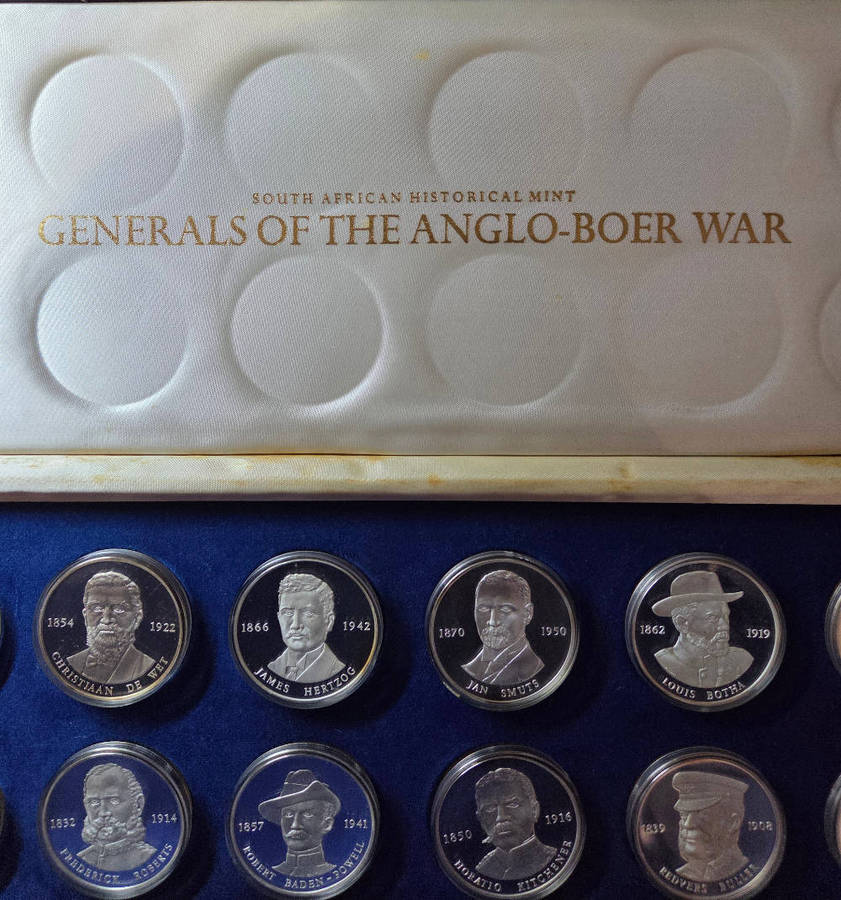 SOUTH AFRICAN HISTORICAL MINT
GENERALS OF THE ANGLO-BOER WAR
1854 1922
CHRISTIAAN DE WET
1866 1942
JAMES HERTZOG
1870 1950
JAN SMUTS
1862 1919
LOUIS BOTHA
1832 1914
FREDERICK ROBERTS
1857 1941
ROBERT BADEN-POWELL
1850 1916
HORATIO KITCHENER
1839 1908
REDVERS BULLER